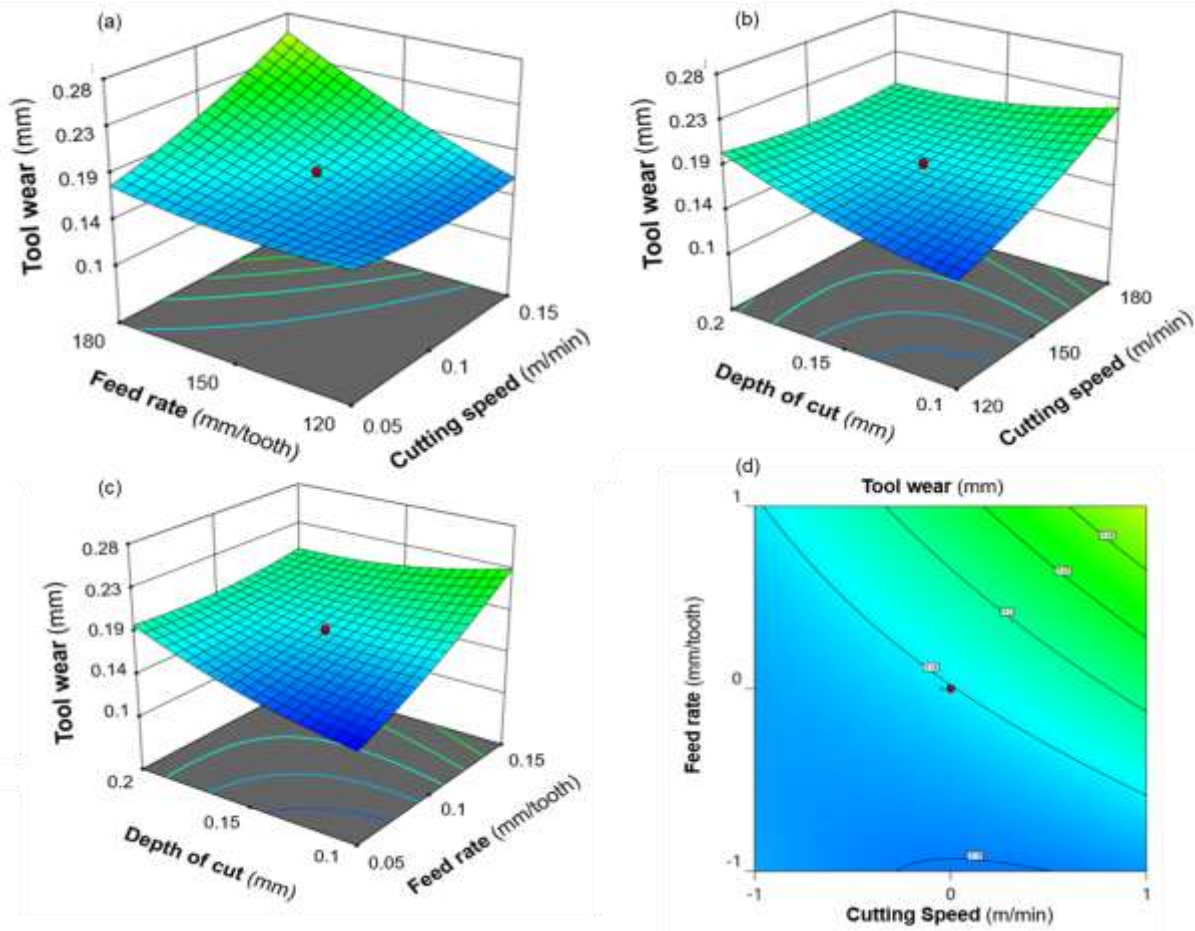 (a)
0.28
0.23
0.19
0.14
0.1
Tool wear (mm)
180
150
120
Feed rate (mm/tooth)
0.05
0.1
0.15
Cutting speed (m/min)
(b)
0.28
0.23
0.19
0.14
0.1
Tool wear (mm)
0.2
0.15
0.1
Depth of cut (mm)
120
150
180
Cutting speed (m/min)
(c)
0.28
0.23
0.19
0.14
0.1
Tool wear (mm)
0.2
0.15
0.1
Depth of cut (mm)
0.05
0.1
0.15
Feed rate (mm/tooth)
(d)
Tool wear (mm)
1
0
-1
Feed rate (mm/tooth)
-1
0
1
Cutting Speed (m/min)